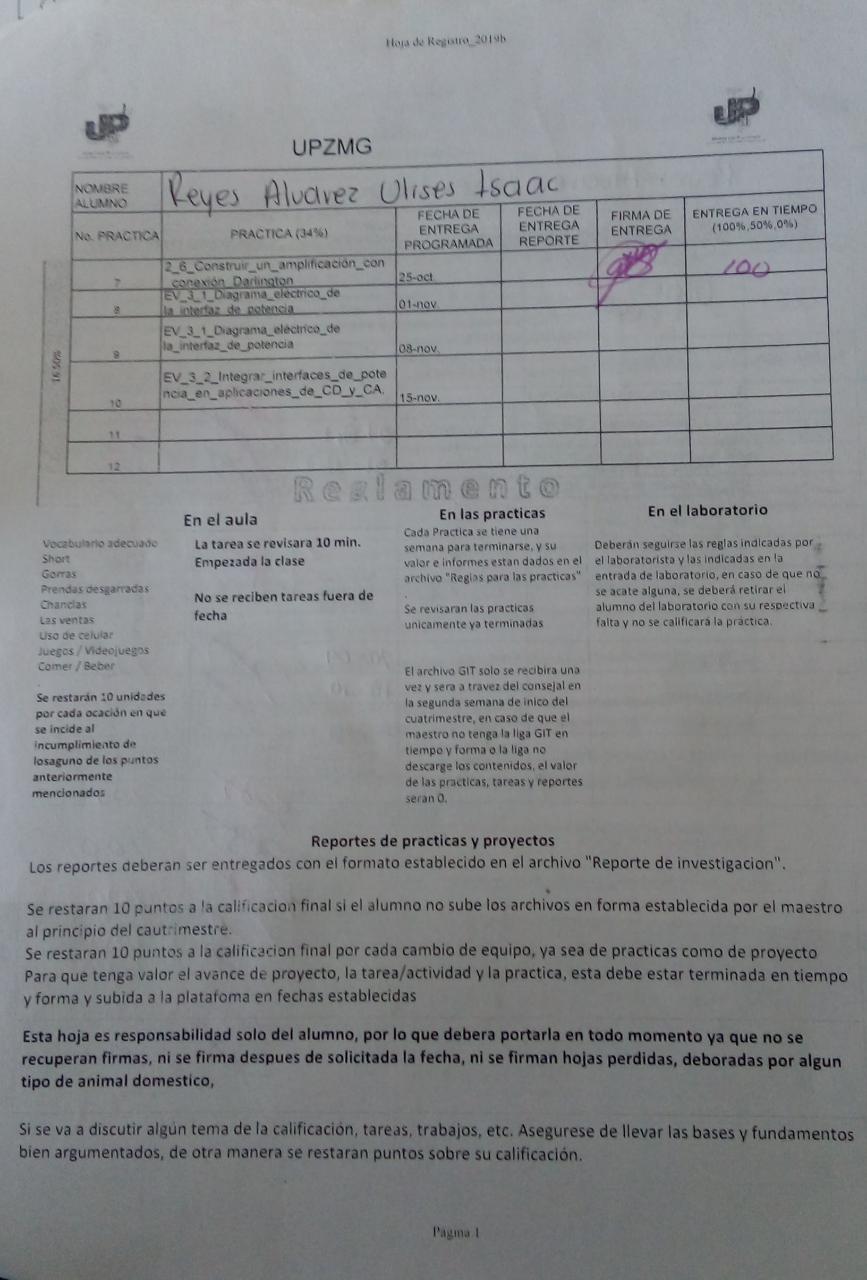 Hoja de Registro_2019b
UP
UP
UPZMG
NOMBRE ALUMNO Reyes Alvarez Ulises Isaac
No. PRACTICA
PRACTICA (34%)
FECHA DE ENTREGA PROGRAMADA
FECHA DE ENTREGA REPORTE
FIRMA DE ENTREGA
ENTREGA EN TIEMPO (100%,50%,0%)
16.50%
7
2_6_Construir_un_amplificación_con
_conexión_Darlington
25-oct.
100
8
EV_3_1_Diagrama_eléctrico_de
la_interfaz_de_potencia
01-nov.
9
EV_3_1_Diagrama_eléctrico_de
la_interfaz_de_potencia
08-nov.
10
EV_3_2_Integrar_interfaces_de_pote
ncia_en_aplicaciones_de_CD_y_CA.
15-nov.
11
12
Reglamento
En el aula
Vocabulario adecuado
Short
Gorras
Prendas desgarradas
Chanclas
Las ventas
Uso de celular
Juegos / Videojuegos
Comer / Beber
.
Se restarán 10 unidades
por cada ocación en que
se incide al
incumplimiento de
losaguno de los puntos
anteriormente
mencionados
La tarea se revisara 10 min.
Empezada la clase
No se reciben tareas fuera de
fecha
En las practicas
Cada Practica se tiene una
semana para terminarse, y su
valor e informes estan dados en el
archivo "Reglas para las practicas"
.
Se revisaran las practicas
unicamente ya terminadas
El archivo GIT solo se recibira una
vez y sera a travez del consejal en
la segunda semana de inico del
cuatrimestre, en caso de que el
maestro no tenga la liga GIT en
tiempo y forma o la liga no
descarge los contenidos, el valor
de las practicas, tareas y reportes
seran 0.
En el laboratorio
Deberán seguirse las reglas indicadas por
el laboratorista y las indicadas en la
entrada de laboratorio, en caso de que no
se acate alguna, se deberá retirar el
alumno del laboratorio con su respectiva
falta y no se calificará la práctica.
Reportes de practicas y proyectos
Los reportes deberan ser entregados con el formato establecido en el archivo "Reporte de investigacion".
Se restaran 10 puntos a la calificacion final si el alumno no sube los archivos en forma establecida por el maestro
al principio del cautrimestre.
Se restaran 10 puntos a la calificacion final por cada cambio de equipo, ya sea de practicas como de proyecto
Para que tenga valor el avance de proyecto, la tarea/actividad y la practica, esta debe estar terminada en tiempo
y forma y subida a la platafoma en fechas establecidas
Esta hoja es responsabilidad solo del alumno, por lo que debera portarla en todo momento ya que no se
recuperan firmas, ni se firma despues de solicitada la fecha, ni se firman hojas perdidas, deboradas por algun
tipo de animal domestico,
Si se va a discutir algún tema de la calificación, tareas, trabajos, etc. Asegurese de llevar las bases y fundamentos
bien argumentados, de otra manera se restaran puntos sobre su calificación.
Página 1